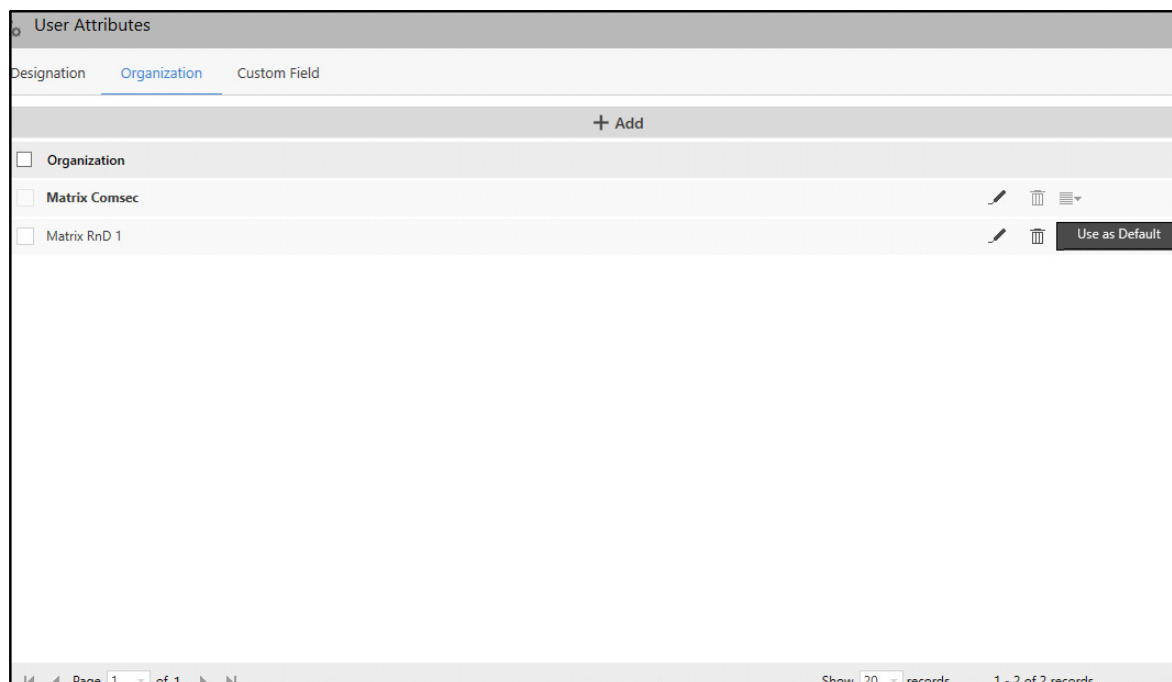 User Attributes
Designation Organization Custom Field
+ Add
Organization
Matrix Comsec
Matrix RnD 1 Use as Default
Page 1 of 1 Show 20 records 1 - 2 of 2 records